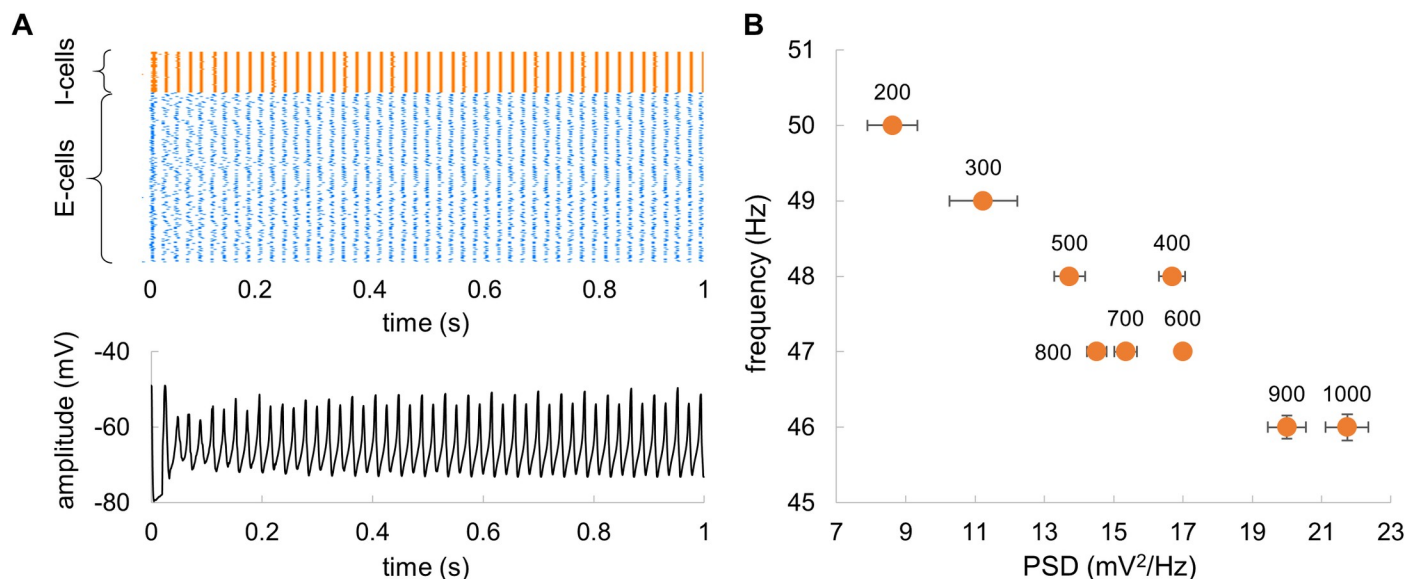 A
I-cells
E-cells
0 0.2 0.4 0.6 0.8 1
time (s)
amplitude (mV)
-40
-60
-80
0 0.2 0.4 0.6 0.8 1
time (s)
B
frequency (Hz)
51
50
49
48
47
46
45
200
300
500 400
700 600
800
900 1000
7 9 11 13 15 17 19 21 23
PSD (mV²/Hz)